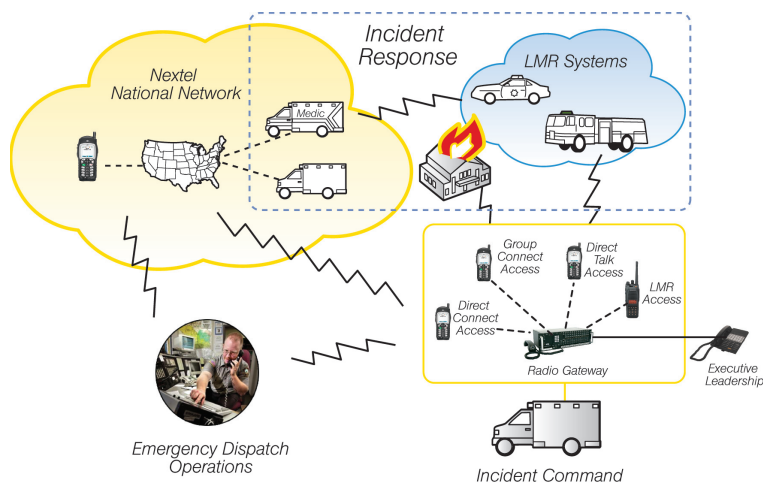 Incident
Response
Nextel
National Network
LMR Systems
Medic
Group
Connect
Access
Direct
Talk
Access
LMR
Access
Direct
Connect
Access
Radio Gateway
Executive
Leadership
Emergency Dispatch
Operations
Incident Command